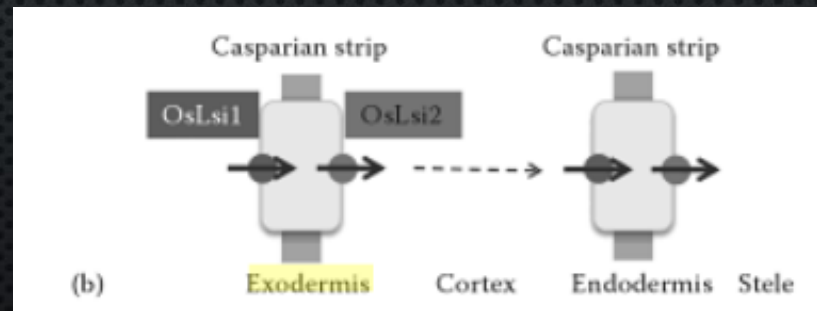 Casparian strip Casparian strip
OsLsi1 OsLsi2
(b) Exodermis Cortex Endodermis Stele